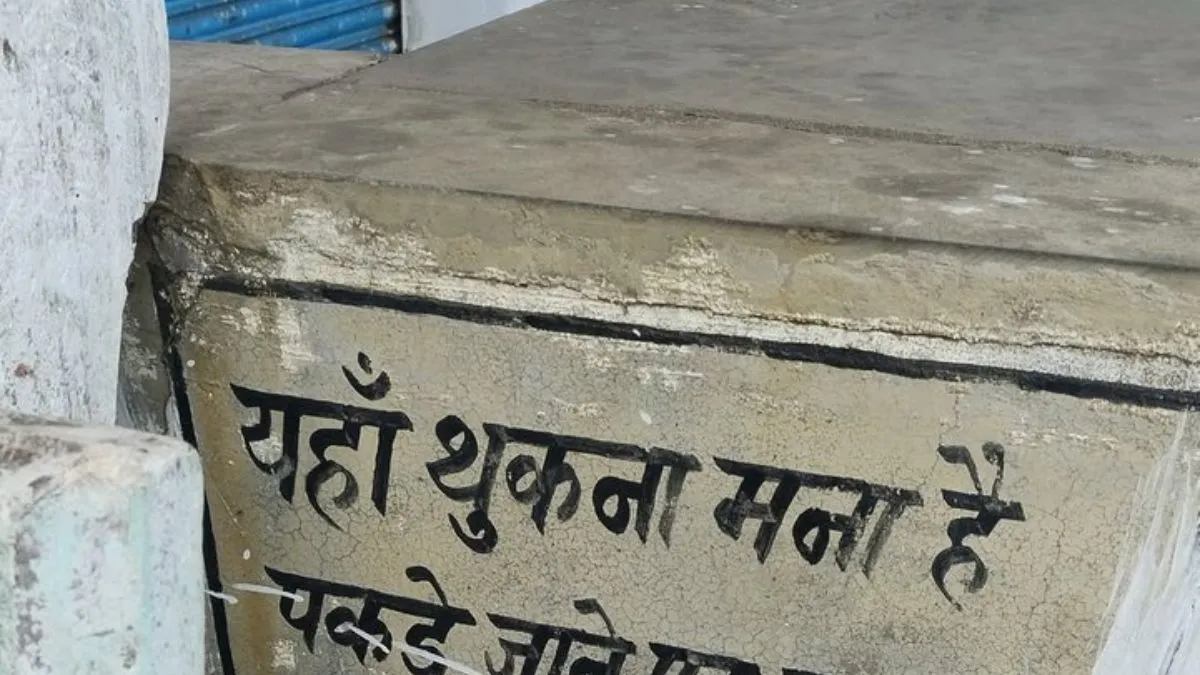 यहाँ थुकना मना है
पकडे जाने